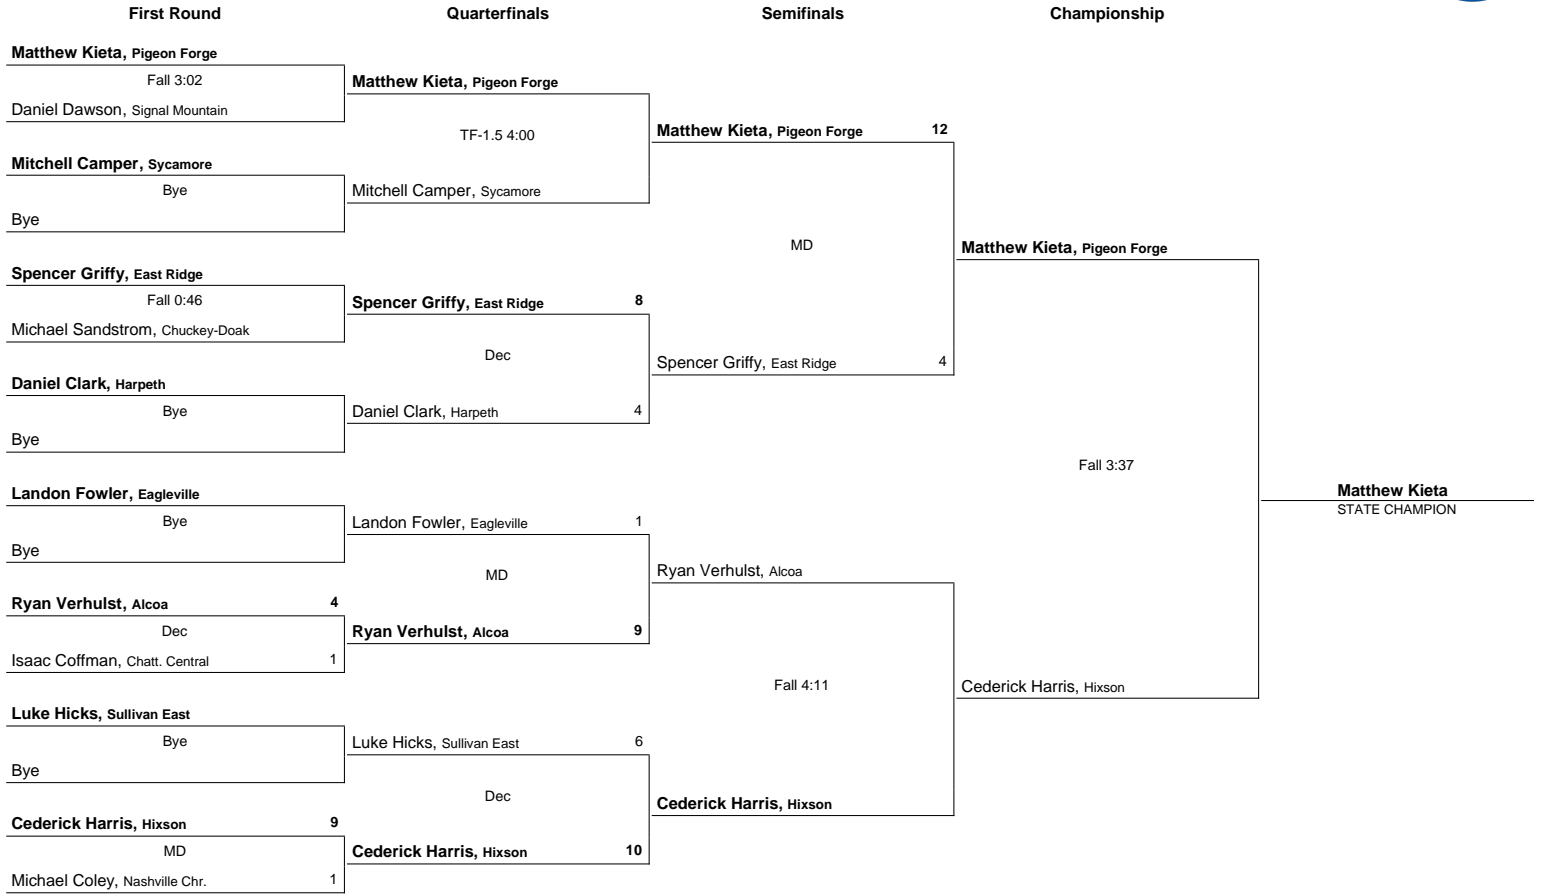 First Round
Quarterfinals
Semifinals
Championship
Matthew Kieta, Pigeon Forge
Fall 3:02
Daniel Dawson, Signal Mountain
Mitchell Camper, Sycamore
Bye
Bye
Spencer Griffy, East Ridge
Fall 0:46
Michael Sandstrom, Chuckey-Doak
Daniel Clark, Harpeth
Bye
Bye
Landon Fowler, Eagleville
Bye
Bye
Ryan Verhulst, Alcoa 4
Dec
Isaac Coffman, Chatt. Central 1
Luke Hicks, Sullivan East
Bye
Bye
Cederick Harris, Hixson 9
MD
Michael Coley, Nashville Chr. 1
Matthew Kieta, Pigeon Forge
TF-1.5 4:00
Mitchell Camper, Sycamore
Spencer Griffy, East Ridge 8
Dec
Daniel Clark, Harpeth 4
Landon Fowler, Eagleville 1
MD
Ryan Verhulst, Alcoa 9
Luke Hicks, Sullivan East 6
Dec
Cederick Harris, Hixson 10
Matthew Kieta, Pigeon Forge 12
MD
Spencer Griffy, East Ridge 4
Ryan Verhulst, Alcoa
Fall 4:11
Cederick Harris, Hixson
Matthew Kieta, Pigeon Forge
Fall 3:37
Cederick Harris, Hixson
Matthew Kieta
STATE CHAMPION